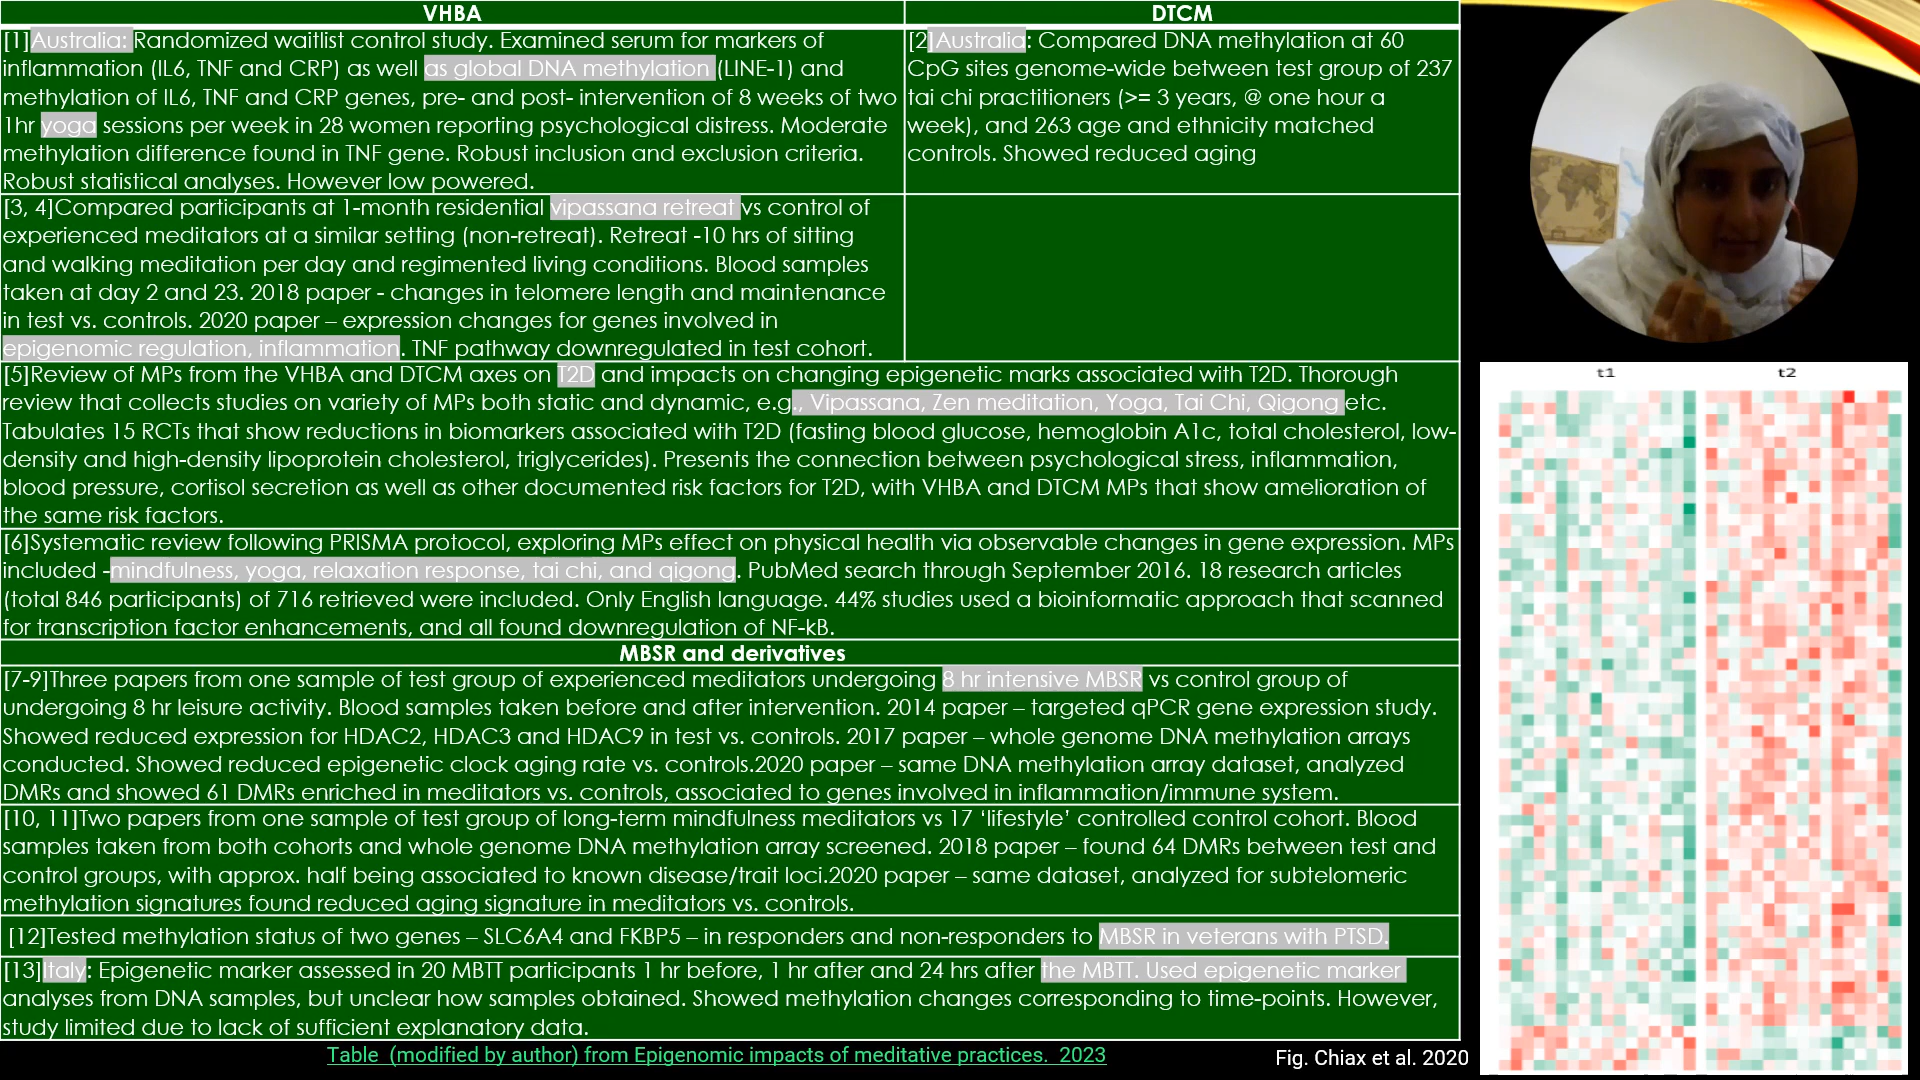 VHBA
DTCM
[1]Australia: Randomized waitlist control study. Examined serum for markers of
inflammation (IL6, TNF and CRP) as well as global DNA methylation (LINE-1) and
methylation of IL6, TNF and CRP genes, pre- and post- intervention of 8 weeks of two
1hr yoga sessions per week in 28 women reporting psychological distress. Moderate
methylation difference found in TNF gene. Robust inclusion and exclusion criteria.
Robust statistical analyses. However low powered.
[2]Australia: Compared DNA methylation at 60
CpG sites genome-wide between test group of 237
tai chi practitioners (>= 3 years, @ one hour a
week), and 263 age and ethnicity matched
controls. Showed reduced aging
[3, 4]Compared participants at 1-month residential vipassana retreat vs control of
experienced meditators at a similar setting (non-retreat). Retreat -10 hrs of sitting
and walking meditation per day and regimented living conditions. Blood samples
taken at day 2 and 23. 2018 paper - changes in telomere length and maintenance
in test vs. controls. 2020 paper – expression changes for genes involved in
epigenomic regulation, inflammation. TNF pathway downregulated in test cohort.
[5]Review of MPs from the VHBA and DTCM axes on T2D and impacts on changing epigenetic marks associated with T2D. Thorough
review that collects studies on variety of MPs both static and dynamic, e.g., Vipassana, Zen meditation, Yoga, Tai Chi, Qigong etc.
Tabulates 15 RCTs that show reductions in biomarkers associated with T2D (fasting blood glucose, hemoglobin A1c, total cholesterol, low-
density and high-density lipoprotein cholesterol, triglycerides). Presents the connection between psychological stress, inflammation,
blood pressure, cortisol secretion as well as other documented risk factors for T2D, with VHBA and DTCM MPs that show amelioration of
the same risk factors.
[6]Systematic review following PRISMA protocol, exploring MPs effect on physical health via observable changes in gene expression. MPs
included -mindfulness, yoga, relaxation response, tai chi, and qigong. PubMed search through September 2016. 18 research articles
(total 846 participants) of 716 retrieved were included. Only English language. 44% studies used a bioinformatic approach that scanned
for transcription factor enhancements, and all found downregulation of NF-kB.
MBSR and derivatives
[7-9]Three papers from one sample of test group of experienced meditators undergoing 8 hr intensive MBSR vs control group of
undergoing 8 hr leisure activity. Blood samples taken before and after intervention. 2014 paper – targeted qPCR gene expression study.
Showed reduced expression for HDAC2, HDAC3 and HDAC9 in test vs. controls. 2017 paper – whole genome DNA methylation arrays
conducted. Showed reduced epigenetic clock aging rate vs. controls.2020 paper – same DNA methylation array dataset, analyzed
DMRs and showed 61 DMRs enriched in meditators vs. controls, associated to genes involved in inflammation/immune system.
[10, 11]Two papers from one sample of test group of long-term mindfulness meditators vs 17 ‘lifestyle’ controlled control cohort. Blood
samples taken from both cohorts and whole genome DNA methylation array screened. 2018 paper – found 64 DMRs between test and
control groups, with approx. half being associated to known disease/trait loci.2020 paper – same dataset, analyzed for subtelomeric
methylation signatures found reduced aging signature in meditators vs. controls.
[12]Tested methylation status of two genes – SLC6A4 and FKBP5 – in responders and non-responders to MBSR in veterans with PTSD.
[13]Italy: Epigenetic marker assessed in 20 MBTT participants 1 hr before, 1 hr after and 24 hrs after the MBTT. Used epigenetic marker
analyses from DNA samples, but unclear how samples obtained. Showed methylation changes corresponding to time-points. However,
study limited due to lack of sufficient explanatory data.
Table (modified by author) from Epigenomic impacts of meditative practices. 2023
Fig. Chiax et al. 2020
t1
t2